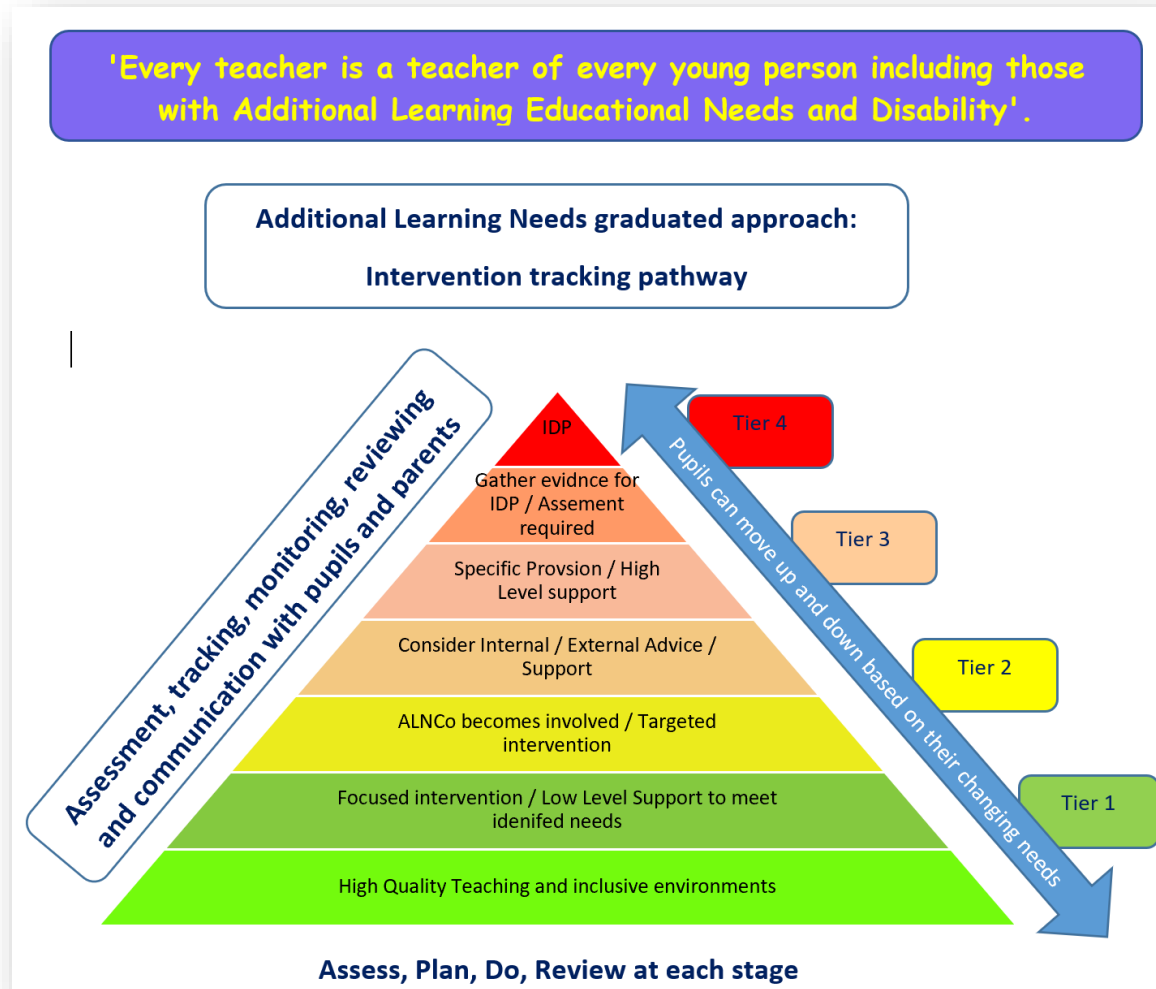 'Every teacher is a teacher of every young person including those
with Additional Learning Educational Needs and Disability'.
Additional Learning Needs graduated approach:
Intervention tracking pathway
Assessment, tracking, monitoring, reviewing
and communication with pupils and parents
IDP
Gather evidnce for
IDP / Assement
required
Specific Provsion / High
Level support
Consider Internal / External Advice /
Support
ALNCo becomes involved / Targeted
intervention
Focused intervention / Low Level Support to meet
idenifed needs
High Quality Teaching and inclusive environments
Pupils can move up and down based on their changing needs
Tier 4
Tier 3
Tier 2
Tier 1
Assess, Plan, Do, Review at each stage